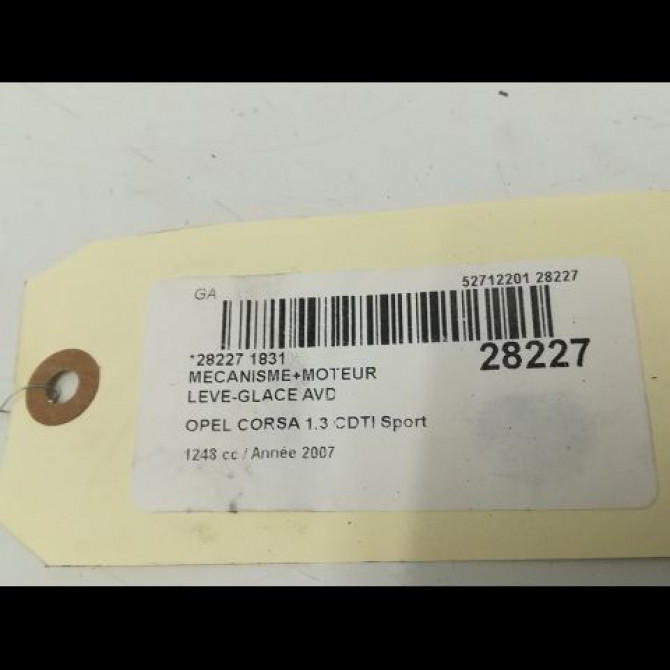 GA
52712201 28227
*28227 1831
28227
MECANISME+MOTEUR
LEVE-GLACE AVD
OPEL CORSA 1.3 CDTI Sport
1248 cc / Année 2007